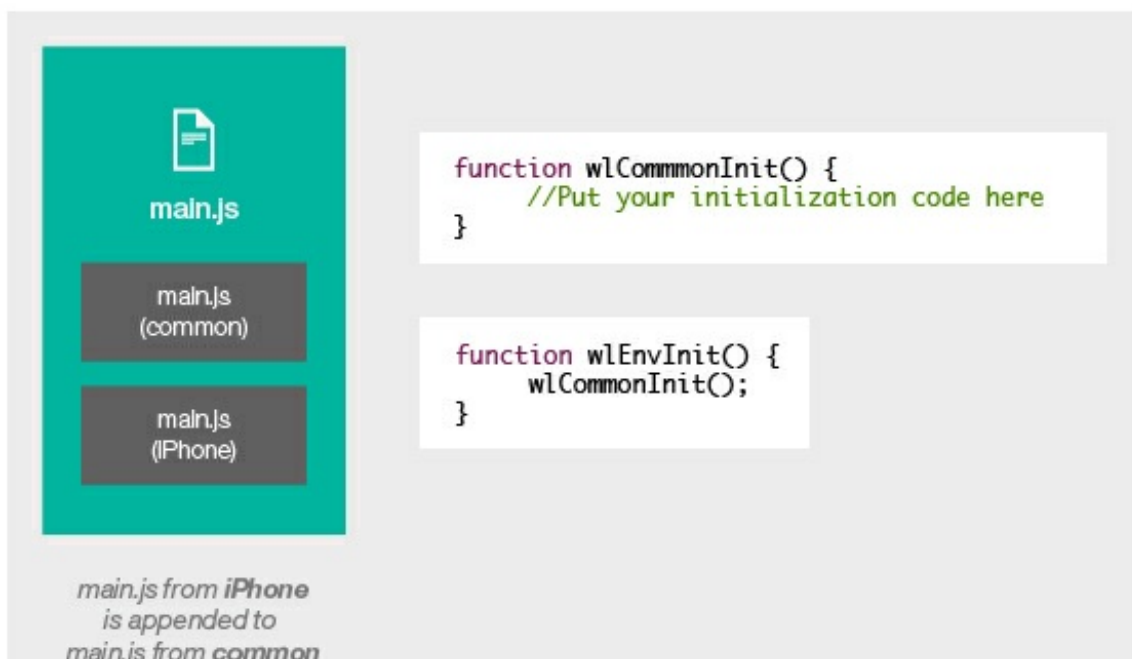 main.js
main.js
(common)
main.js
(iPhone)
main.js from iPhone
is appended to
main.js from common
function wlCommmonInit() {
//Put your initialization code here
}
function wlEnvInit() {
wlCommonInit();
}